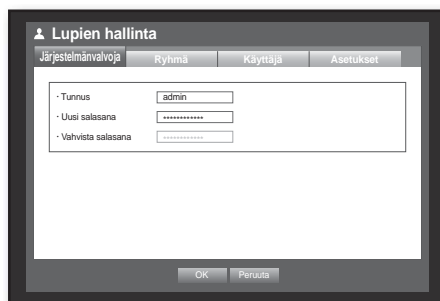 Lupien hallinta
Järjestelmänvalvoja Ryhmä Käyttäjä Asetukset
· Tunnus admin
· Uusi salasana ************
· Vahvista salasana ************
OK Peruuta